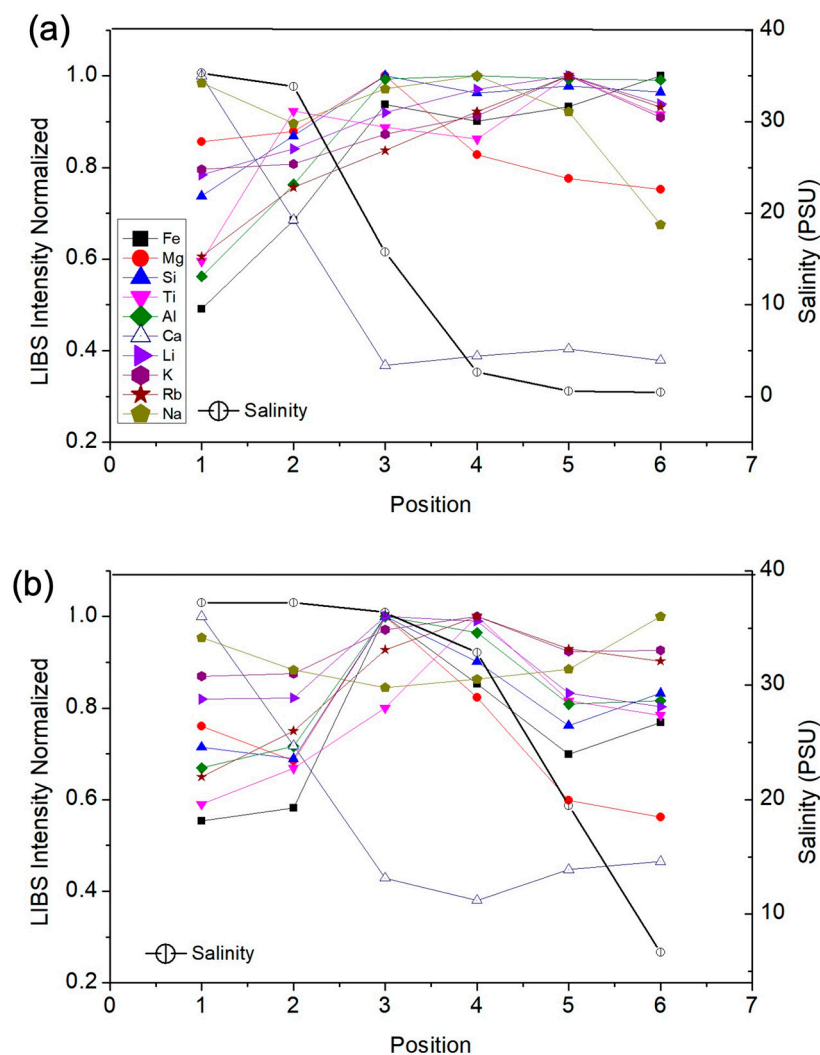 (a)
LIBS Intensity Normalized
1.0
0.8
0.6
0.4
0.2
Fe
Mg
Si
Ti
Al
Ca
Li
K
Rb
Na
Salinity
40
30
20
10
0
Salinity (PSU)
0 1 2 3 4 5 6 7
Position
(b)
LIBS Intensity Normalized
1.0
0.8
0.6
0.4
0.2
Salinity
40
30
20
10
Salinity (PSU)
0 1 2 3 4 5 6 7
Position